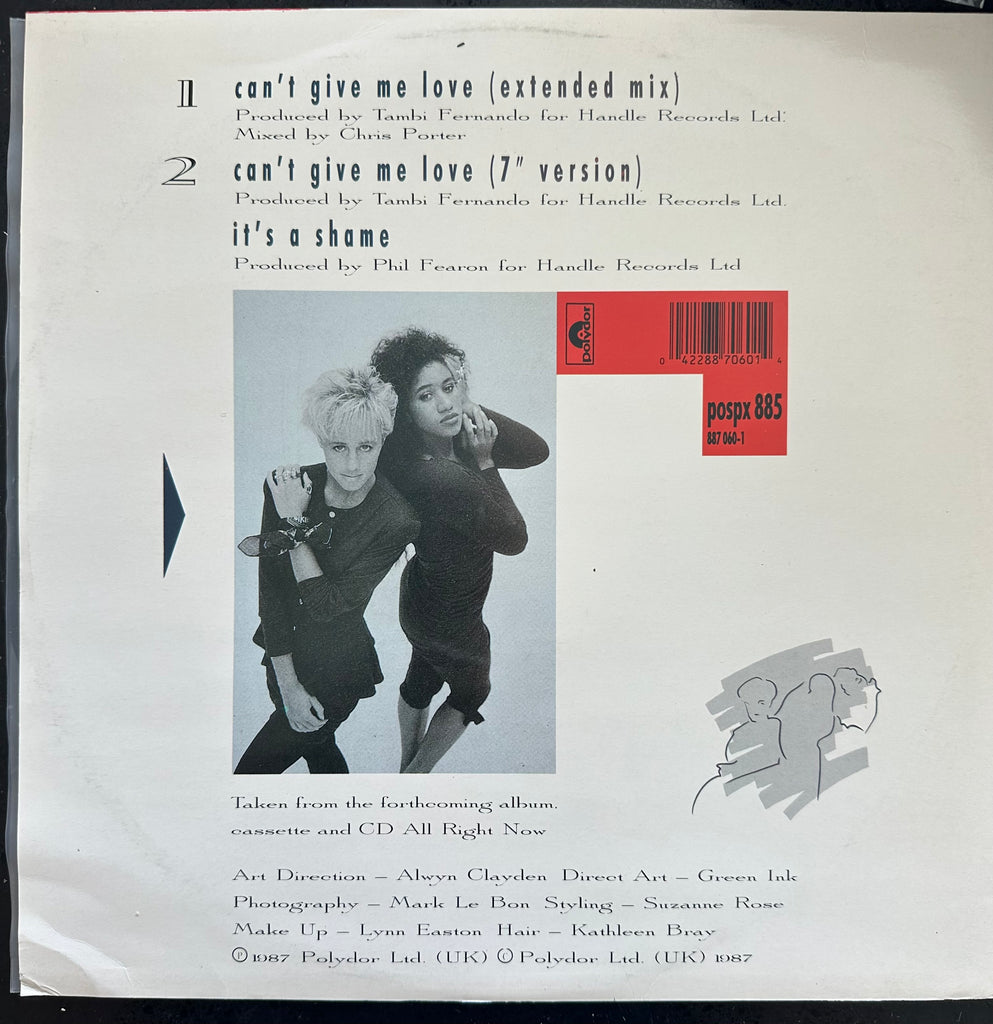 1
can't give me love (extended mix)
Produced by Tambi Fernando for Handle Records Ltd.
Mixed by Chris Porter
2
can't give me love (7" version)
Produced by Tambi Fernando for Handle Records Ltd.
it's a shame
Produced by Phil Fearon for Handle Records Ltd
polydor
0 42288 70601 4
pospx 885
887 060-1
Taken from the forthcoming album,
cassette and CD All Right Now
Art Direction – Alwyn Clayden Direct Art – Green Ink
Photography – Mark Le Bon Styling – Suzanne Rose
Make Up – Lynn Easton Hair – Kathleen Bray
℗ 1987 Polydor Ltd. (UK) © Polydor Ltd. (UK) 1987